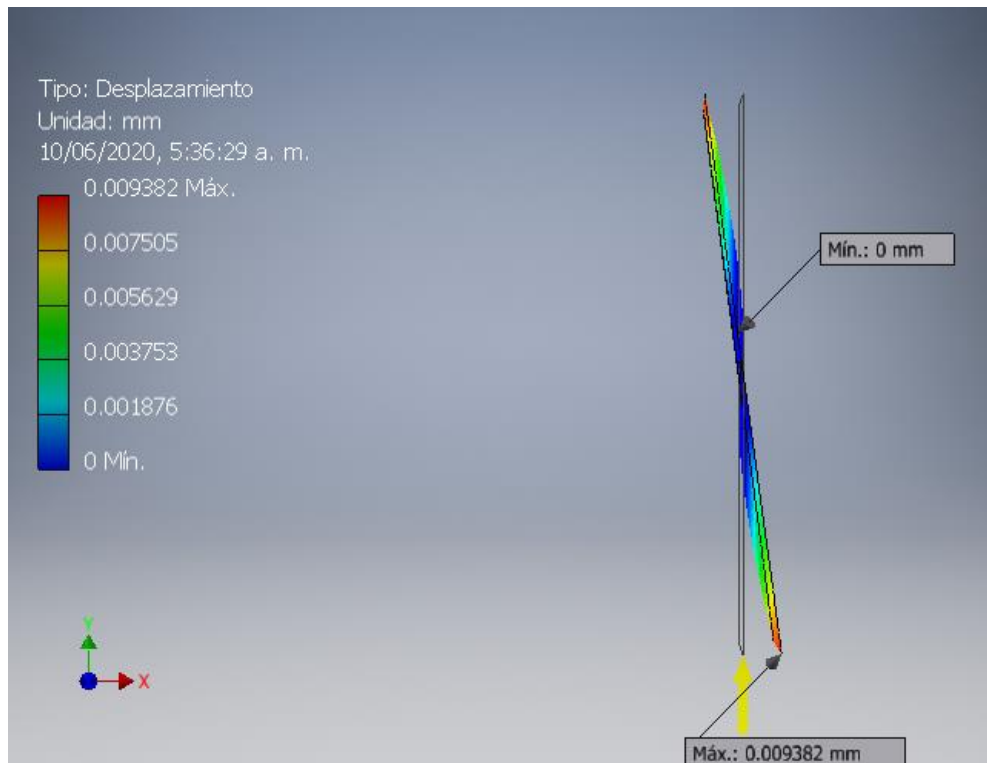 Tipo: Desplazamiento
Unidad: mm
10/06/2020, 5:36:29 a. m.
0.009382 Máx.
0.007505
0.005629
0.003753
0.001876
0 Mín.
Mín.: 0 mm
Y
X
Máx.: 0.009382 mm